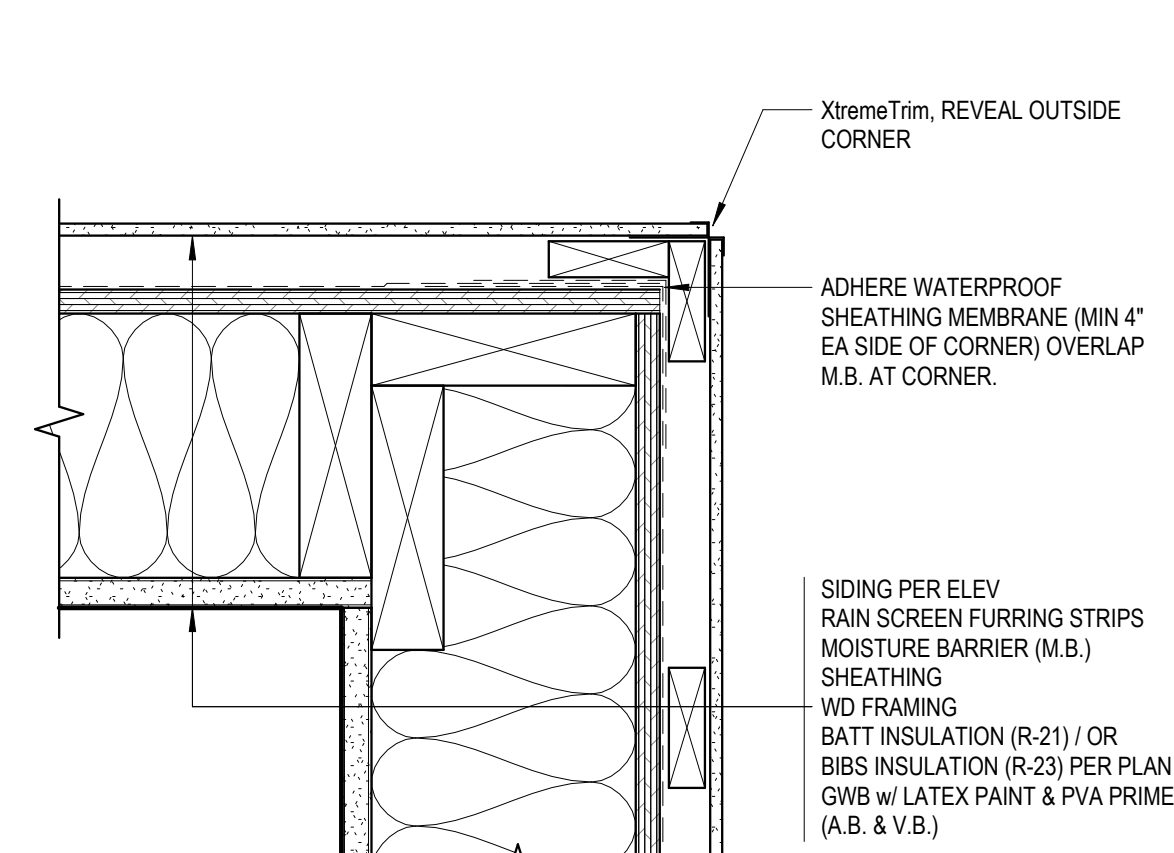 XtremeTrim, REVEAL OUTSIDE
CORNER
ADHERE WATERPROOF
SHEATHING MEMBRANE (MIN 4"
EA SIDE OF CORNER) OVERLAP
M.B. AT CORNER.
SIDING PER ELEV
RAIN SCREEN FURRING STRIPS
MOISTURE BARRIER (M.B.)
SHEATHING
WD FRAMING
BATT INSULATION (R-21) / OR
BIBS INSULATION (R-23) PER PLAN
GWB w/ LATEX PAINT & PVA PRIME
(A.B. & V.B.)